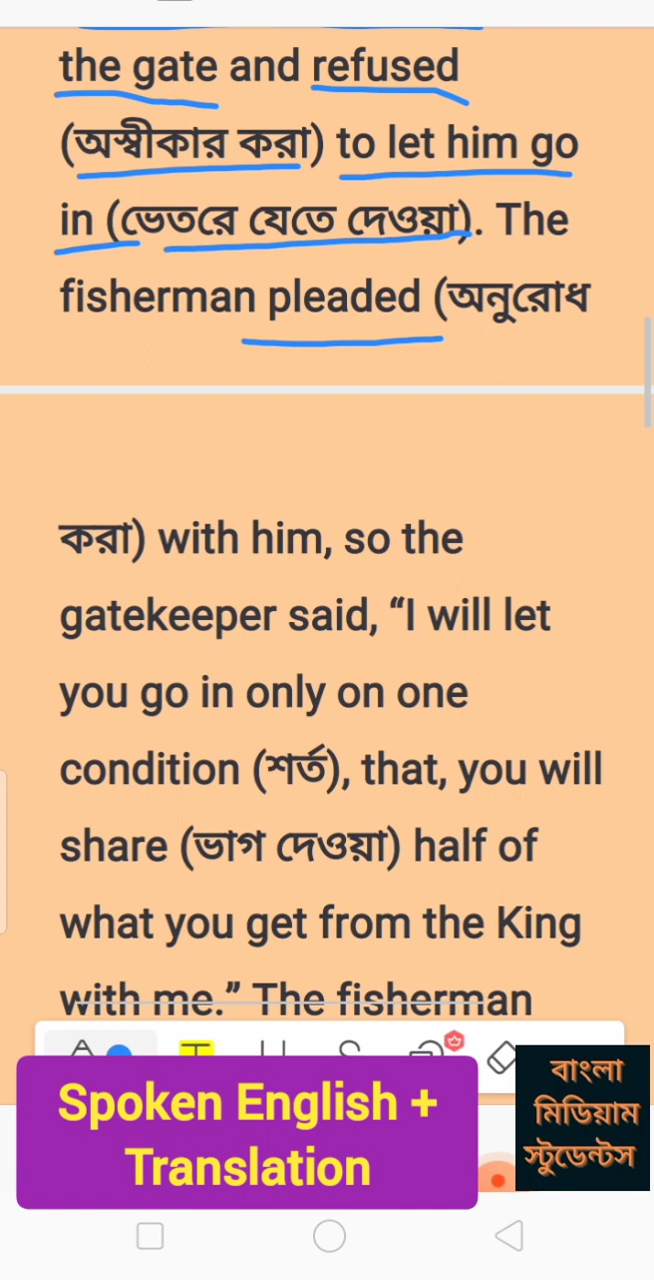 the gate and refused
(অস্বীকার করা) to let him go
in (ভেতরে যেতে দেওয়া). The
fisherman pleaded (অনুরোধ
করা) with him, so the
gatekeeper said, “I will let
you go in only on one
condition (শর্ত), that, you will
share (ভাগ দেওয়া) half of
what you get from the King
with me.” The fisherman
Spoken English +
Translation
বাংলা
মিডিয়াম
স্টুডেন্টস